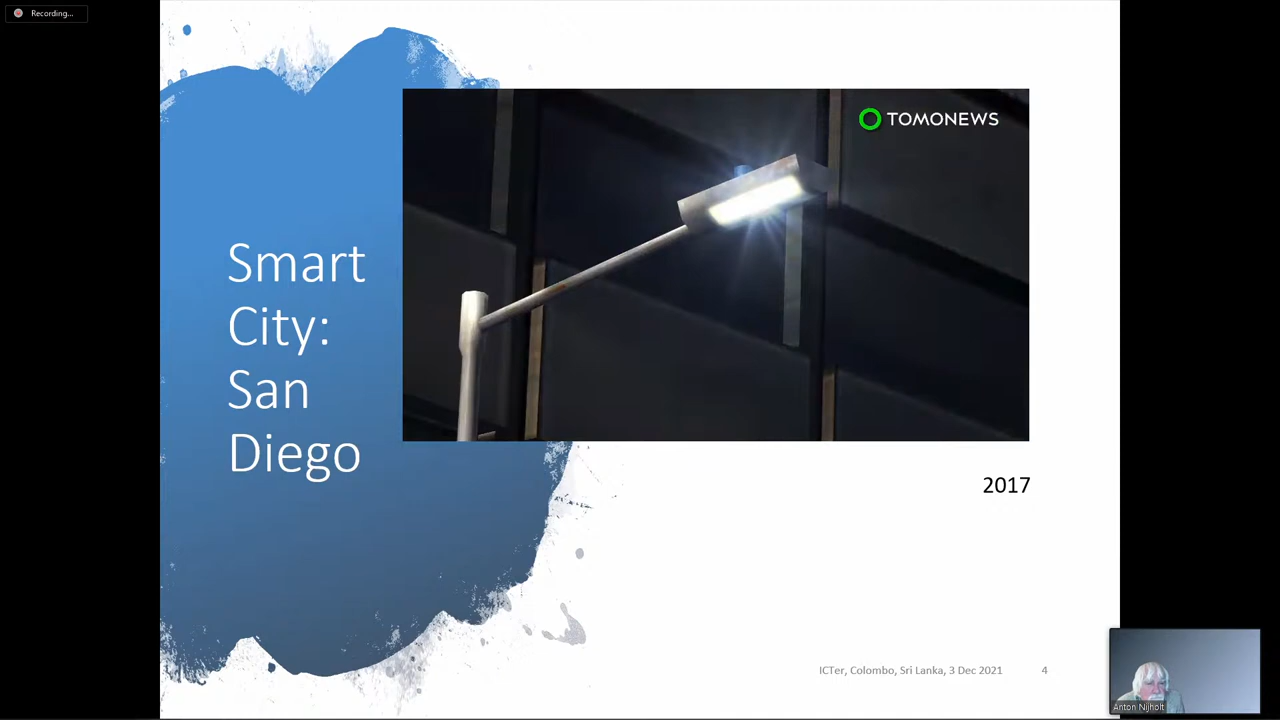 Recording...
TOMONEWS
Smart
City:
San
Diego
2017
ICTer, Colombo, Sri Lanka, 3 Dec 2021
4
Anton Nijholt